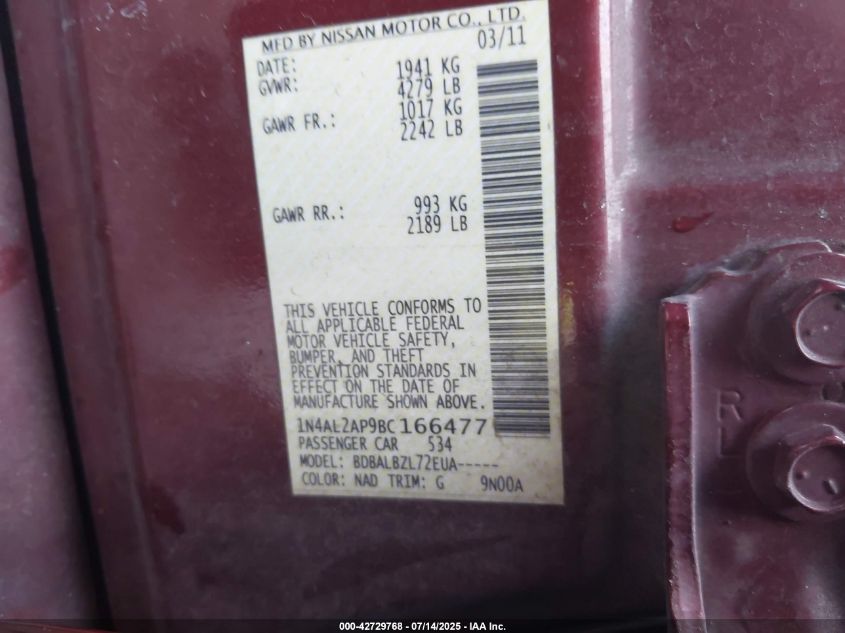 MFD BY NISSAN MOTOR CO., LTD.
DATE: 03/11
GVWR: 1941 KG
4279 LB
GAWR FR.: 1017 KG
2242 LB
GAWR RR.: 993 KG
2189 LB
THIS VEHICLE CONFORMS TO
ALL APPLICABLE FEDERAL
MOTOR VEHICLE SAFETY,
BUMPER, AND THEFT
PREVENTION STANDARDS IN
EFFECT ON THE DATE OF
MANUFACTURE SHOWN ABOVE.
1N4AL2AP9BC166477
PASSENGER CAR 534
MODEL: BDBALBZL72EUA-----
COLOR: NAD TRIM: G 9N00A
R
L
000-42729768 - 07/14/2025 - IAA Inc.